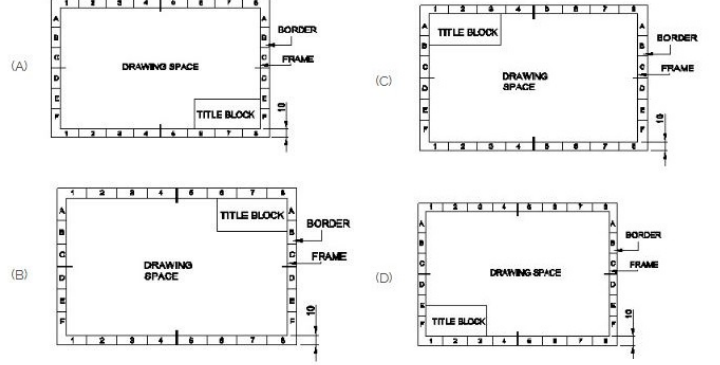 (A)
1 2 3 4 5 6 7 8
A A
B B
C C
D D
E E
F F
1 2 3 4 5 6 7 8
DRAWING SPACE
TITLE BLOCK
BORDER
FRAME
10
(B)
1 2 3 4 5 6 7 8
A A
B B
C C
D D
E E
F F
1 2 3 4 5 6 7 8
TITLE BLOCK
DRAWING
SPACE
BORDER
FRAME
10
(C)
1 2 3 4 5 6 7 8
A A
B B
C C
D D
E E
F F
1 2 3 4 5 6 7 8
TITLE BLOCK
DRAWING
SPACE
BORDER
FRAME
10
(D)
1 2 3 4 5 6 7 8
A A
B B
C C
D D
E E
F F
1 2 3 4 5 6 7 8
DRAWING SPACE
TITLE BLOCK
BORDER
FRAME
10